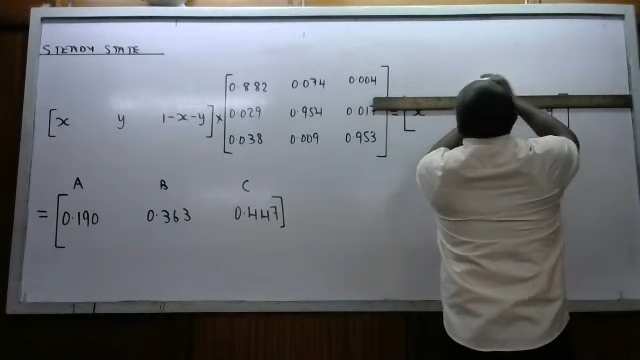 STEADY STATE
0.882 0.074 0.004
[x y 1-x-y] × 0.029 0.954 0.017 = [x
0.038 0.009 0.953
A B C
= [0.190 0.363 0.447]